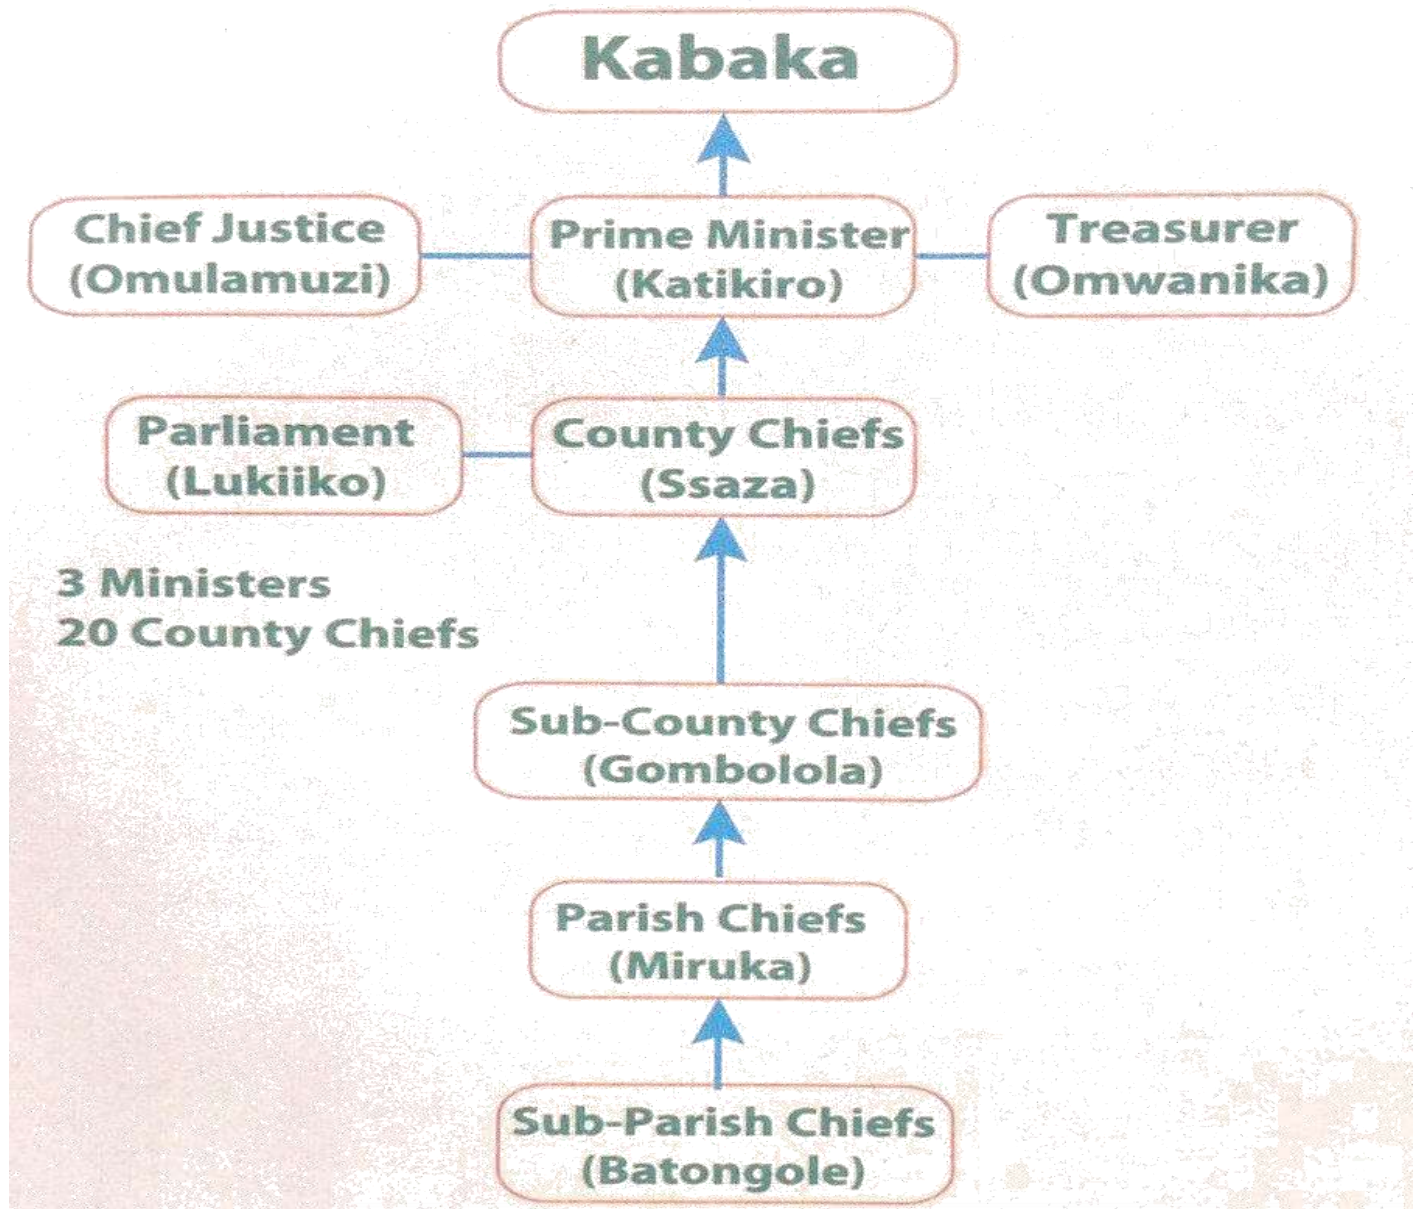 Kabaka
Chief Justice
(Omulamuzi)
Prime Minister
(Katikiro)
Treasurer
(Omwanika)
Parliament
(Lukiiko)
County Chiefs
(Ssaza)
3 Ministers
20 County Chiefs
Sub-County Chiefs
(Gombolola)
Parish Chiefs
(Miruka)
Sub-Parish Chiefs
(Batongole)